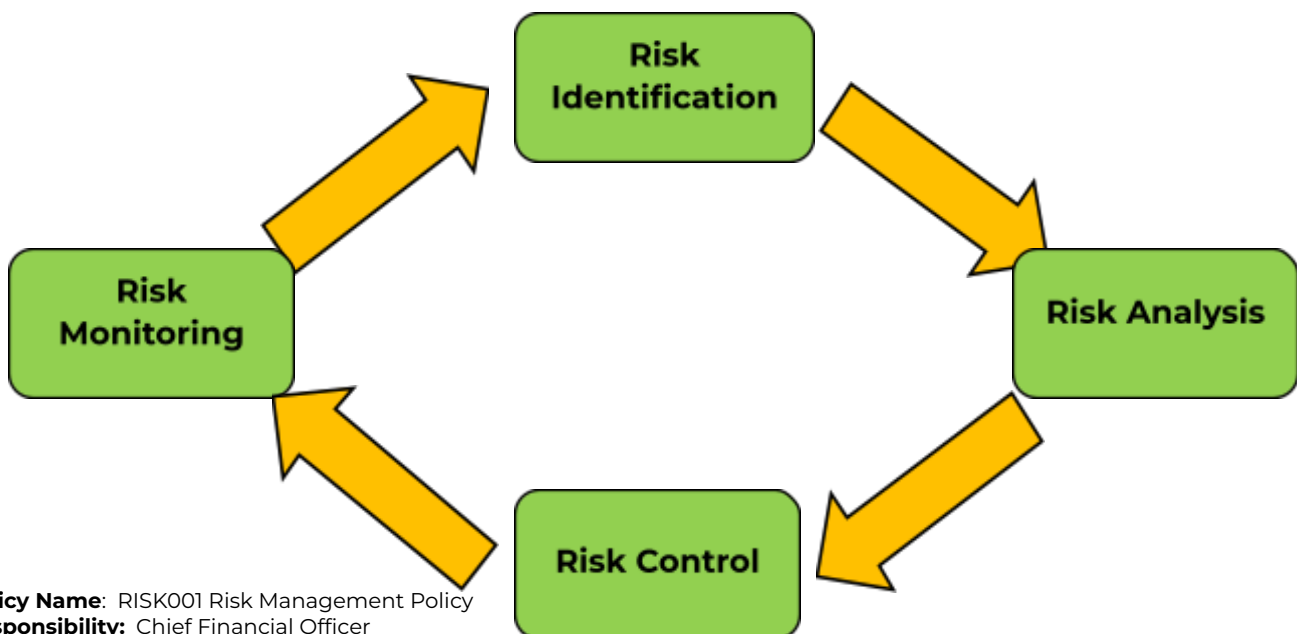 Risk
Identification
Risk Analysis
Risk
Monitoring
Risk Control
icy Name: RISK001 Risk Management Policy
sponsibility: Chief Financial Officer